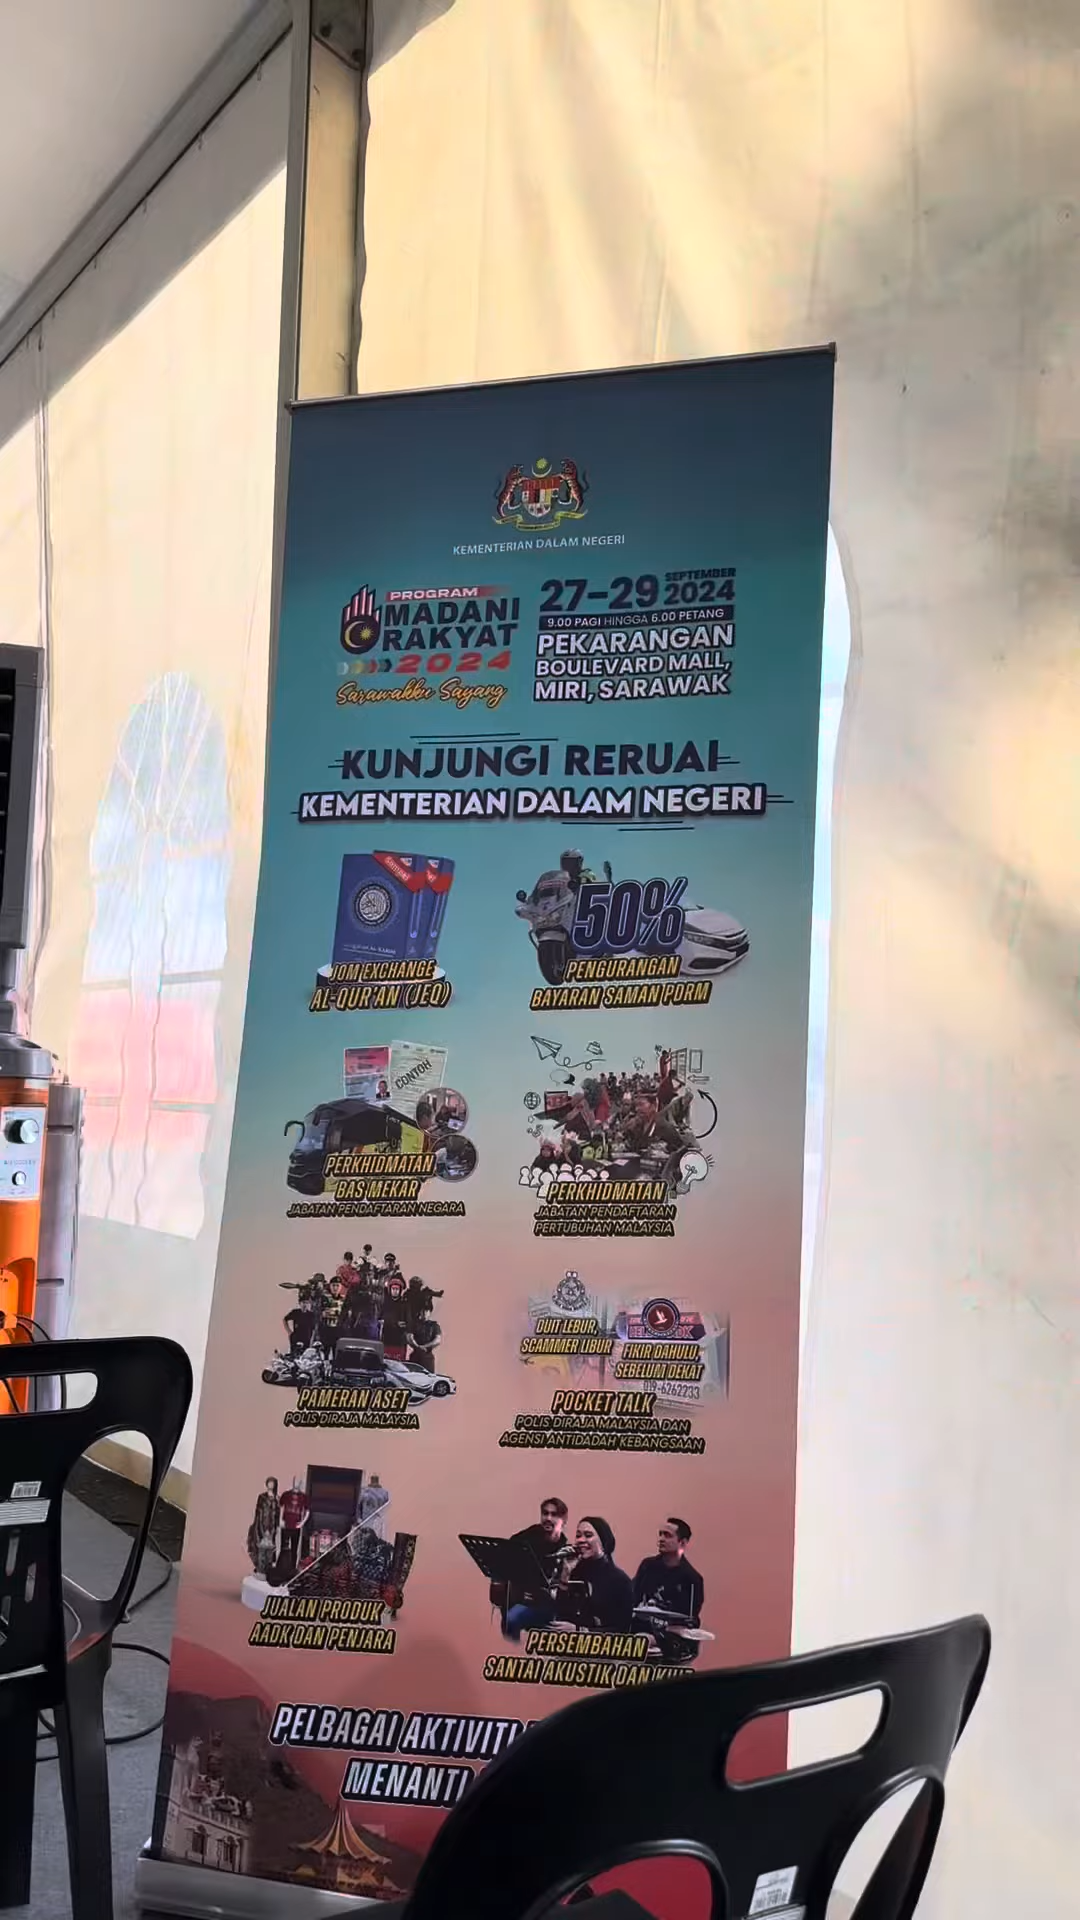 KEMENTERIAN DALAM NEGERI
PROGRAM
MADANI
RAKYAT
2024
Sarawakku Sayang
27-29 SEPTEMBER 2024
9.00 PAGI HINGGA 6.00 PETANG
PEKARANGAN
BOULEVARD MALL,
MIRI, SARAWAK
KUNJUNGI RERUAI
KEMENTERIAN DALAM NEGERI
JOM EXCHANGE
AL-QUR'AN (JEQ)
50%
PENGURANGAN
BAYARAN SAMAN PDRM
CONTOH
PERKHIDMATAN
BAS MEKAR
JABATAN PENDAFTARAN NEGARA
PERKHIDMATAN
JABATAN PENDAFTARAN
PERTUBUHAN MALAYSIA
PAMERAN ASET
POLIS DIRAJA MALAYSIA
DUIT LEBUR,
SCAMMER LIBUR
FIKIR DAHULU,
SEBELUM DEKAT
019-6262233
POCKET TALK
POLIS DIRAJA MALAYSIA DAN
AGENSI ANTIDADAH KEBANGSAAN
JUALAN PRODUK
AADK DAN PENJARA
PERSEMBAHAN
SANTAI AKUSTIK DAN
PELBAGAI AKTIVITI
MENANTI